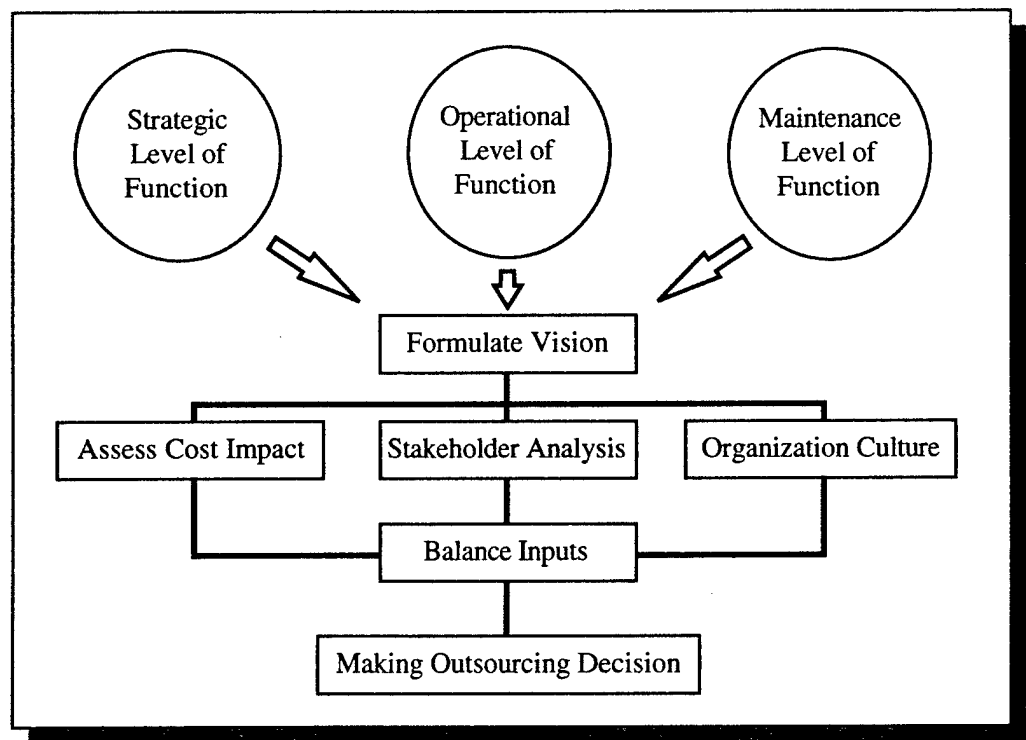 Strategic
Level of
Function
Operational
Level of
Function
Maintenance
Level of
Function
Formulate Vision
Assess Cost Impact
Stakeholder Analysis
Organization Culture
Balance Inputs
Making Outsourcing Decision